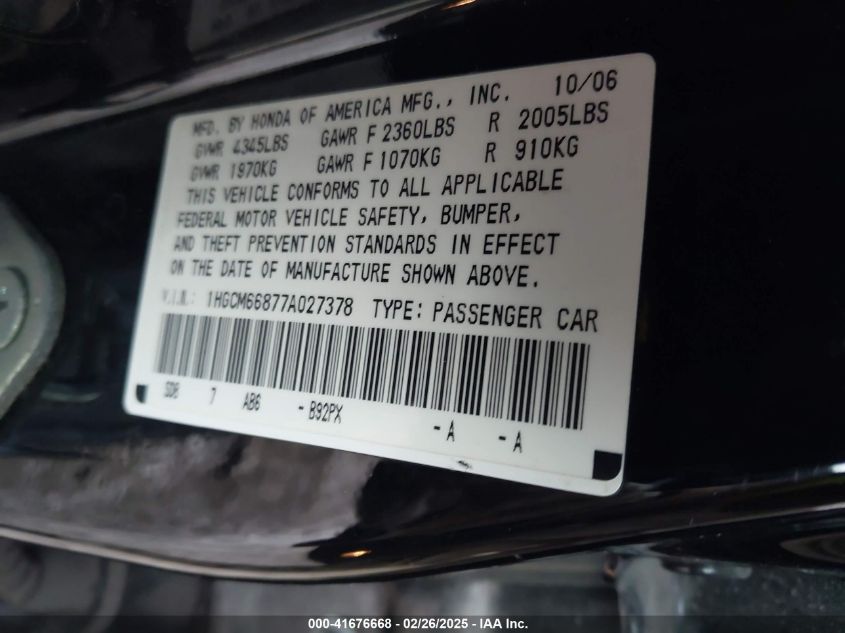 MFD. BY HONDA OF AMERICA MFG., INC. 10/06
GVWR 4345LBS GAWR F 2360LBS R 2005LBS
GVWR 1970KG GAWR F 1070KG R 910KG
THIS VEHICLE CONFORMS TO ALL APPLICABLE
FEDERAL MOTOR VEHICLE SAFETY, BUMPER,
AND THEFT PREVENTION STANDARDS IN EFFECT
ON THE DATE OF MANUFACTURE SHOWN ABOVE.
V.I.N.: 1HGCM66877A027378 TYPE: PASSENGER CAR
SDB 7 AB6 - B92PX - A - A
000-41676668 - 02/26/2025 - IAA Inc.